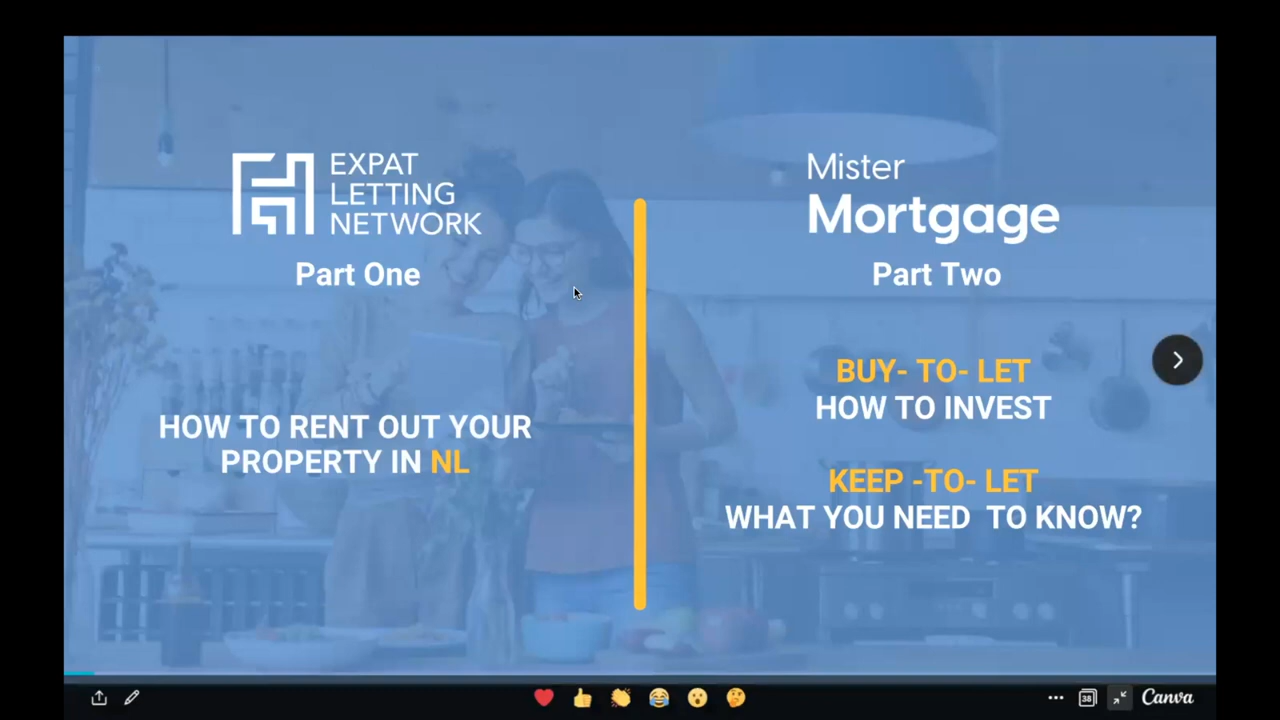 EXPAT
LETTING
NETWORK
Part One
HOW TO RENT OUT YOUR
PROPERTY IN NL
Mister
Mortgage
Part Two
BUY- TO- LET
HOW TO INVEST
KEEP -TO- LET
WHAT YOU NEED  TO KNOW?
38
Canva